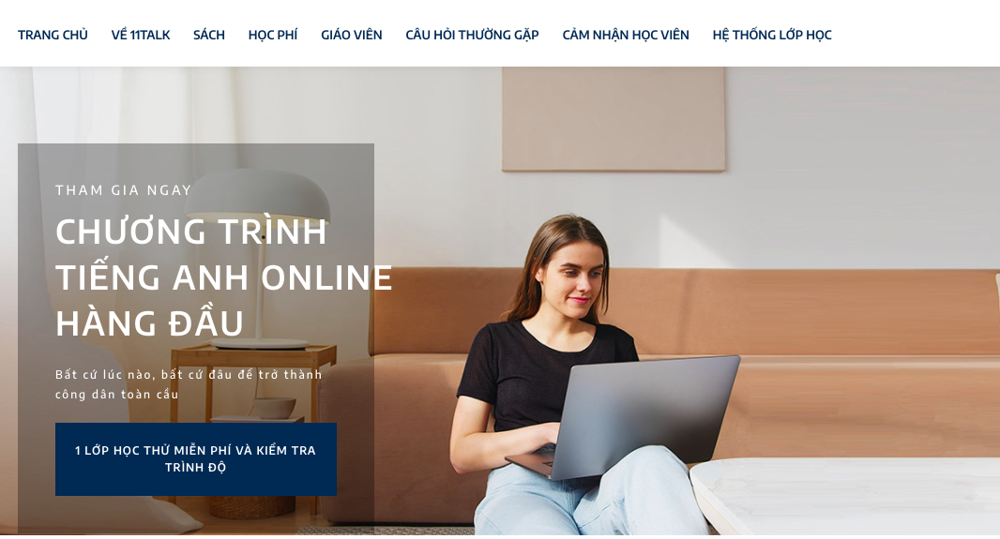 TRANG CHỦ VỀ 11TALK SÁCH HỌC PHÍ GIÁO VIÊN CÂU HỎI THƯỜNG GẶP CẢM NHẬN HỌC VIÊN HỆ THỐNG LỚP HỌC
THAM GIA NGAY
CHƯƠNG TRÌNH
TIẾNG ANH ONLINE
HÀNG ĐẦU
Bất cứ lúc nào, bất cứ đâu để trở thành
công dân toàn cầu
1 LỚP HỌC THỬ MIỄN PHÍ VÀ KIỂM TRA
TRÌNH ĐỘ